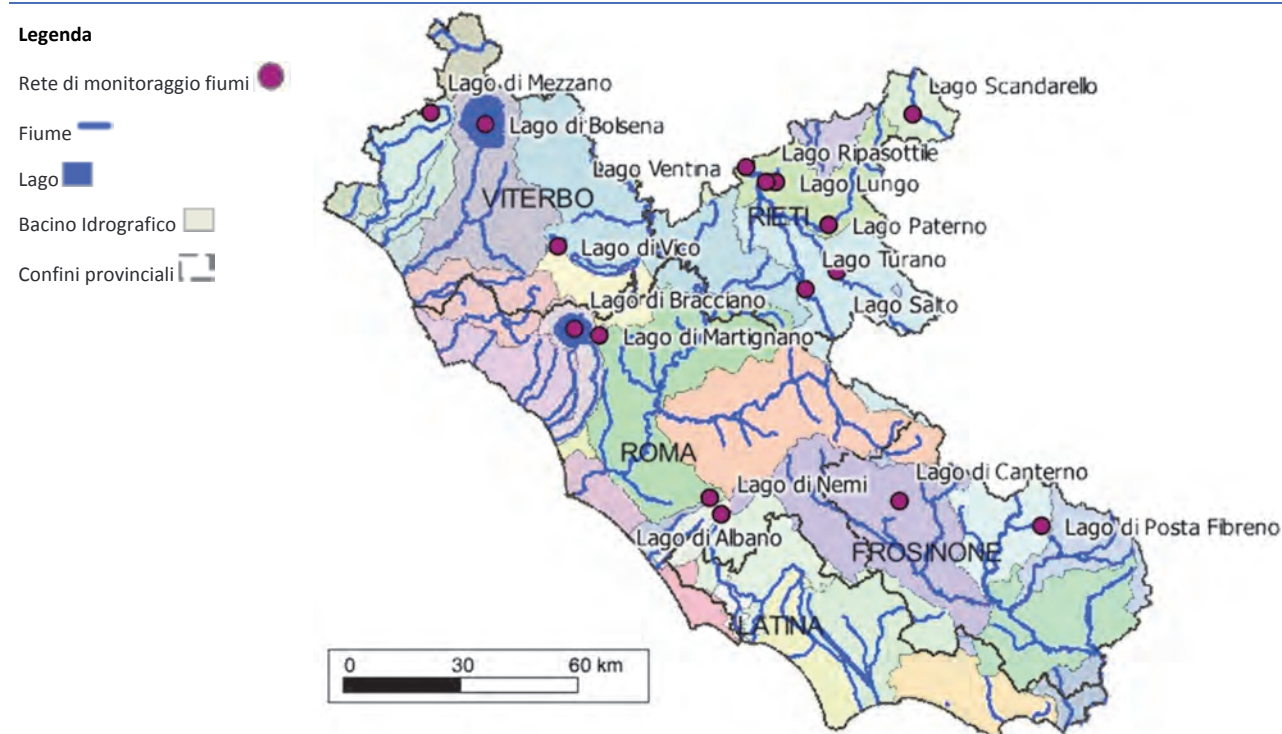 Legenda
Rete di monitoraggio fiumi
Fiume
Lago
Bacino Idrografico
Confini provinciali
Lago di Mezzano
Lago Scandarello
Lago di Bolsena
Lago Ripasottile
Lago Ventina
Lago Lungo
VITERBO
RIETI
Lago Paterno
Lago di Vico
Lago Turano
Lago di Bracciano
Lago Salto
Lago di Martignano
ROMA
Lago di Canterno
Lago di Nemi
Lago di Posta Fibreno
Lago di Albano
FROSINONE
LATINA
0 30 60 km